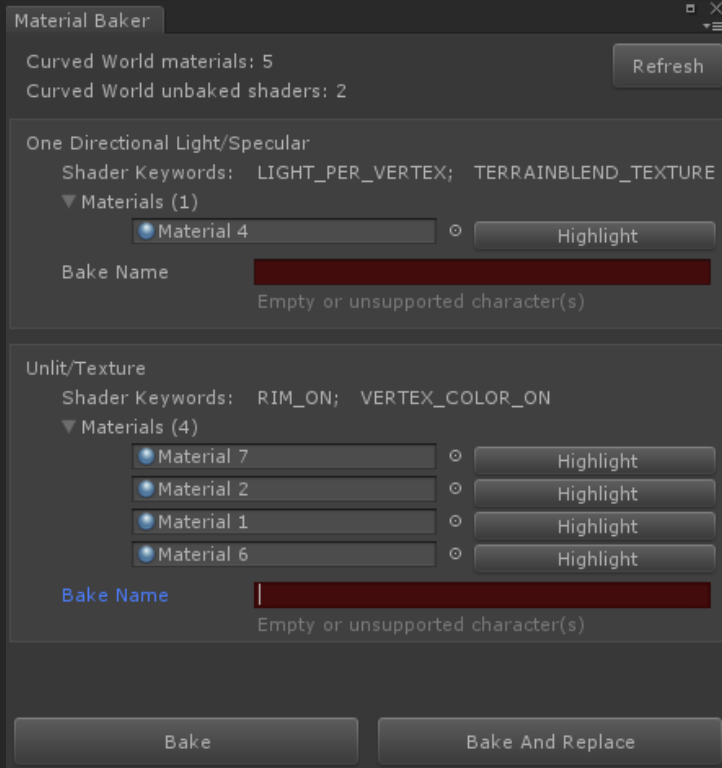 Material Baker
Curved World materials: 5
Refresh
Curved World unbaked shaders: 2
One Directional Light/Specular
Shader Keywords: LIGHT_PER_VERTEX; TERRAINBLEND_TEXTURE
Materials (1)
Material 4 Highlight
Bake Name
Empty or unsupported character(s)
Unlit/Texture
Shader Keywords: RIM_ON; VERTEX_COLOR_ON
Materials (4)
Material 7 Highlight
Material 2 Highlight
Material 1 Highlight
Material 6 Highlight
Bake Name
Empty or unsupported character(s)
Bake Bake And Replace